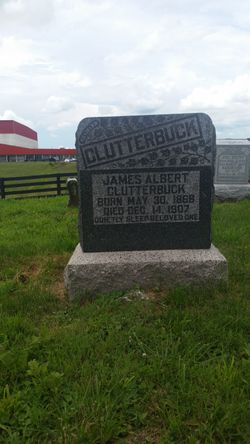 CLUTTERBUCK
JAMES ALBERT
CLUTTERBUCK
BORN MAY 30, 1868
DIED DEC. 14, 1907
QUIETLY SLEEP BELOVED ONE